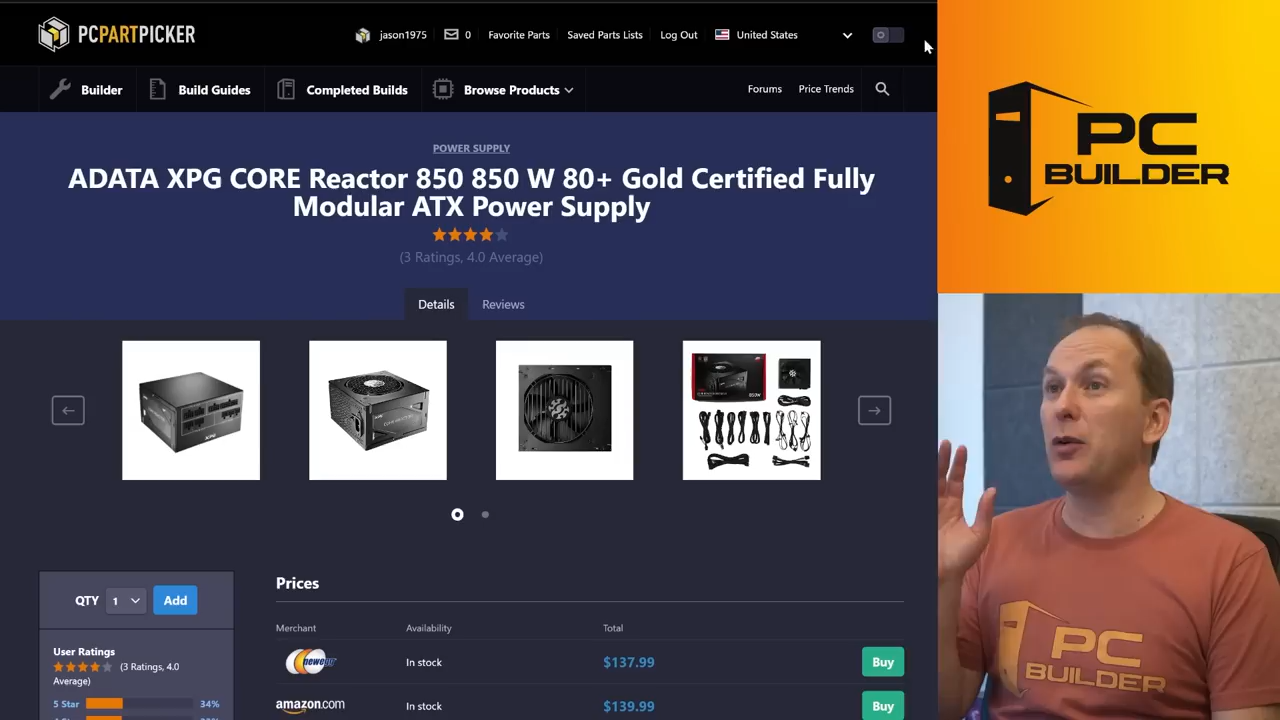 PCPARTPICKER
jason1975
0
Favorite Parts
Saved Parts Lists
Log Out
United States
Builder
Build Guides
Completed Builds
Browse Products
Forums
Price Trends
POWER SUPPLY
ADATA XPG CORE Reactor 850 850 W 80+ Gold Certified Fully
Modular ATX Power Supply
(3 Ratings, 4.0 Average)
Details
Reviews
QTY
1
Add
User Ratings
(3 Ratings, 4.0
Average)
5 Star
34%
Prices
Merchant
Availability
Total
newegg
In stock
$137.99
Buy
amazon.com
In stock
$139.99
Buy
PC
BUILDER
PC
BUILDER